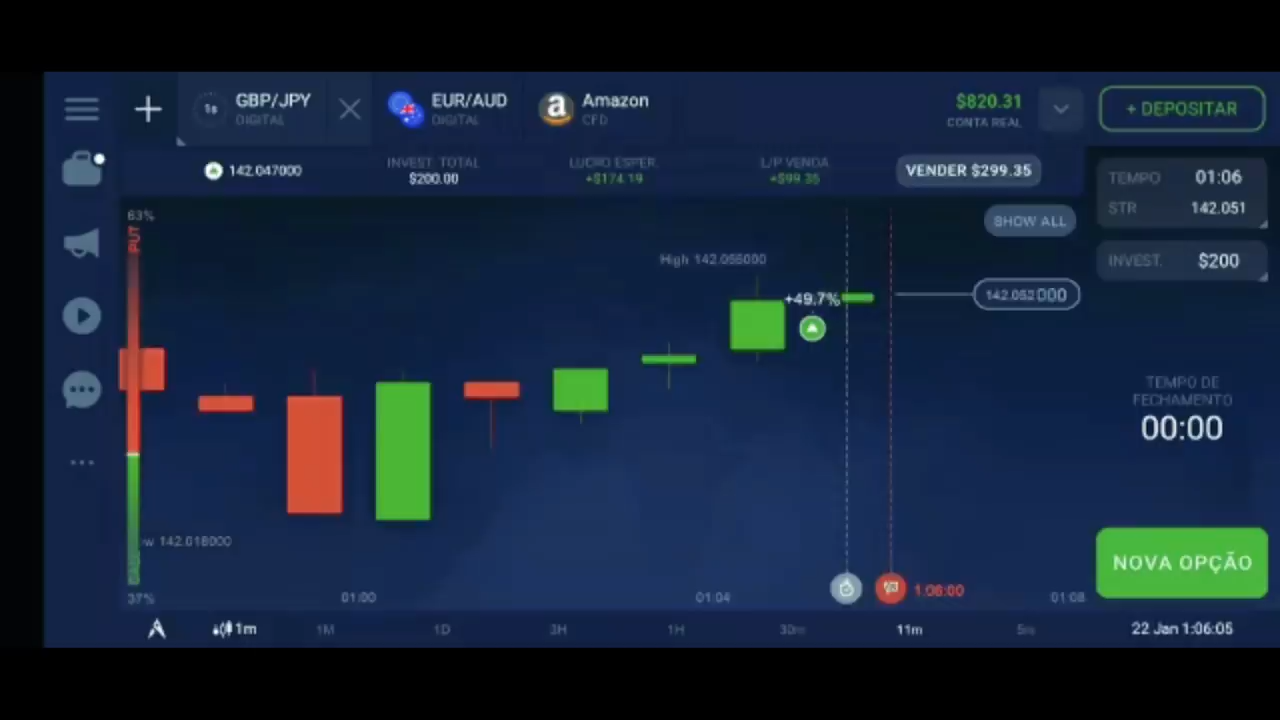 GBP/JPY
DIGITAL
1s
EUR/AUD
DIGITAL
a
Amazon
CFD
$820.31
CONTA REAL
+ DEPOSITAR
142.047000
INVEST. TOTAL
$200.00
LUCRO ESPER.
+$174.19
L/P VENDA
+$99.35
VENDER $299.35
TEMPO 01:06
STR 142.051
INVEST. $200
63%
PUT
SHOW ALL
High 142.055000
+49.7%
142.052000
TEMPO DE
FECHAMENTO
00:00
w 142.018000
37%
01:00
01:04
1:06:00
01:08
NOVA OPÇÃO
1m
1M
1D
3H
1H
30m
11m
5m
22 Jan 1:06:05